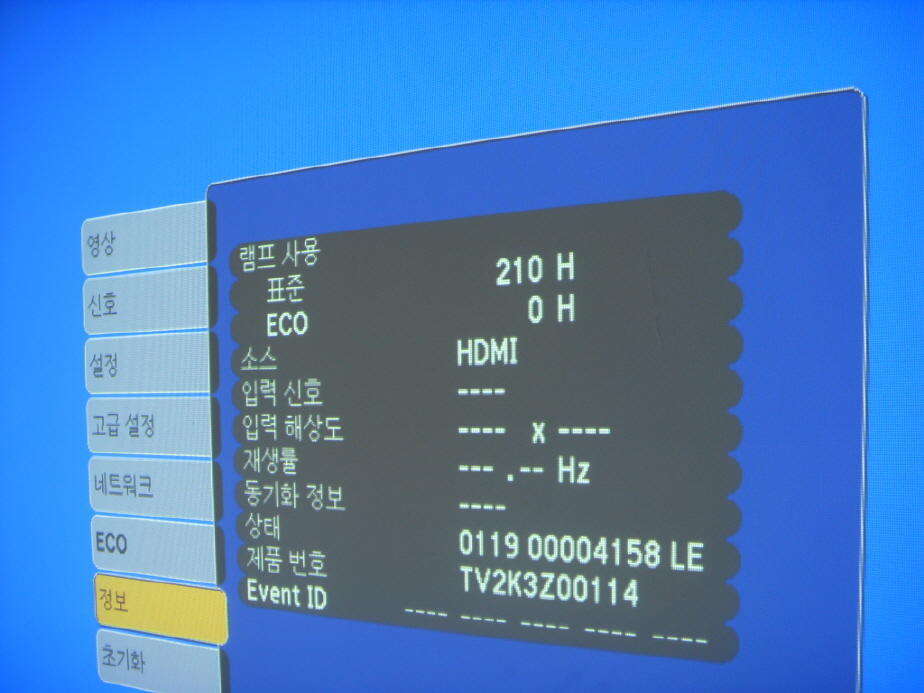 영상
신호
설정
고급 설정
네트워크
ECO
정보
초기화
램프 사용
표준 210 H
ECO 0 H
소스 HDMI
입력 신호 ----
입력 해상도 ---- x ----
재생률 ---.-- Hz
동기화 정보 ----
상태 0119 00004158 LE
제품 번호 TV2K3Z00114
Event ID ---- ---- ---- ---- ----